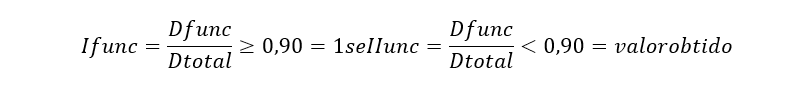 Ifunc = Dfunc/Dtotal ≥ 0,90 = 1seIIunc = Dfunc/Dtotal < 0,90 = valorobtido